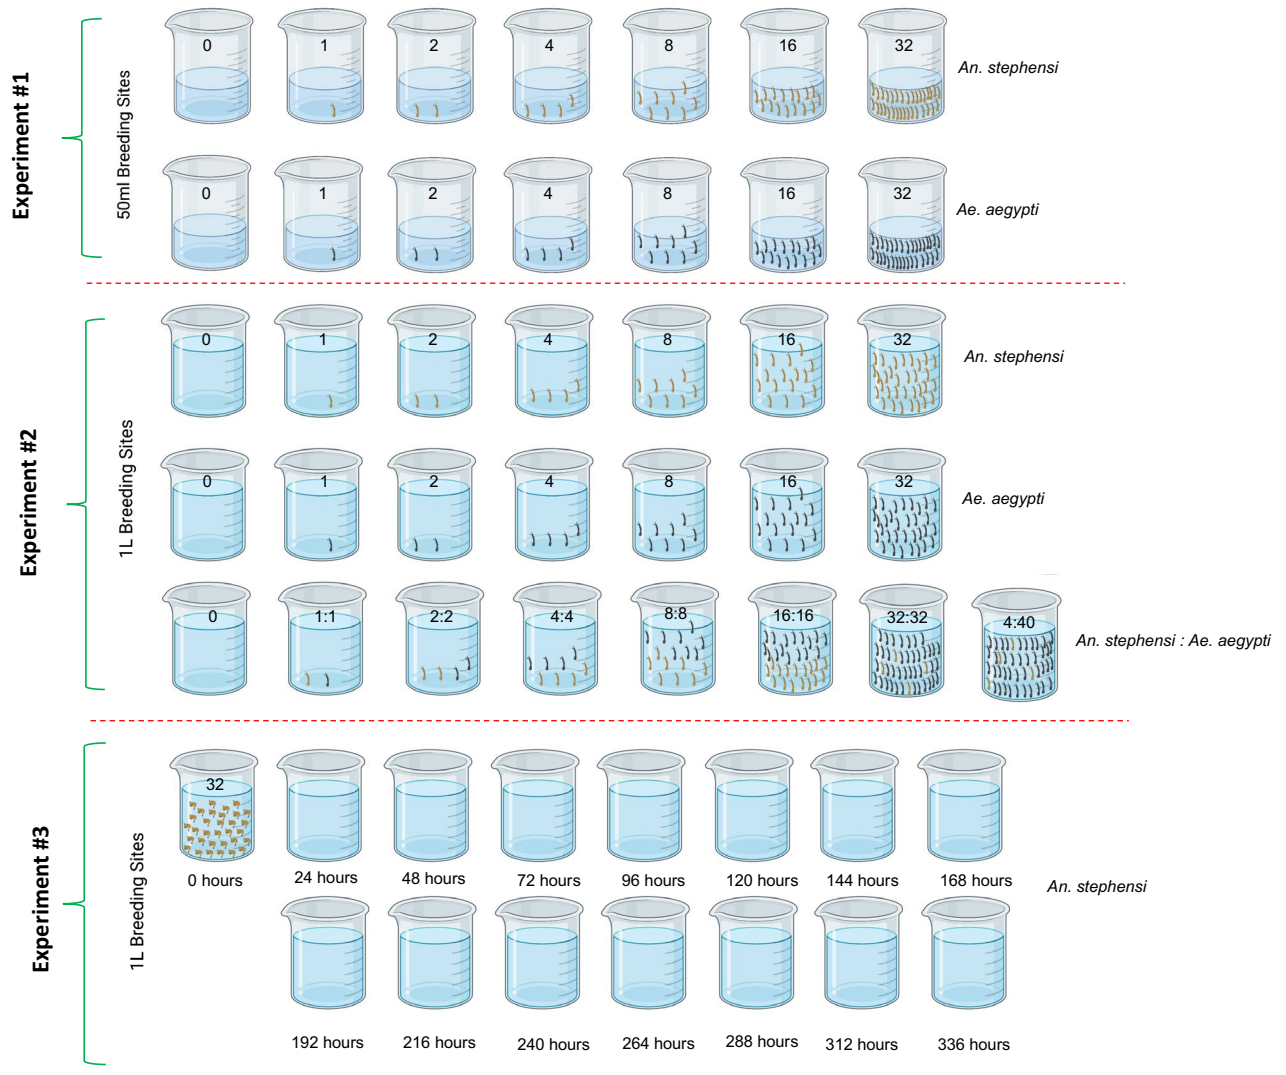 Experiment #1
50ml Breeding Sites
0 1 2 4 8 16 32
An. stephensi
0 1 2 4 8 16 32
Ae. aegypti
Experiment #2
1L Breeding Sites
0 1 2 4 8 16 32
An. stephensi
0 1 2 4 8 16 32
Ae. aegypti
0 1:1 2:2 4:4 8:8 16:16 32:32 4:40
An. stephensi : Ae. aegypti
Experiment #3
1L Breeding Sites
32
0 hours 24 hours 48 hours 72 hours 96 hours 120 hours 144 hours 168 hours
An. stephensi
192 hours 216 hours 240 hours 264 hours 288 hours 312 hours 336 hours